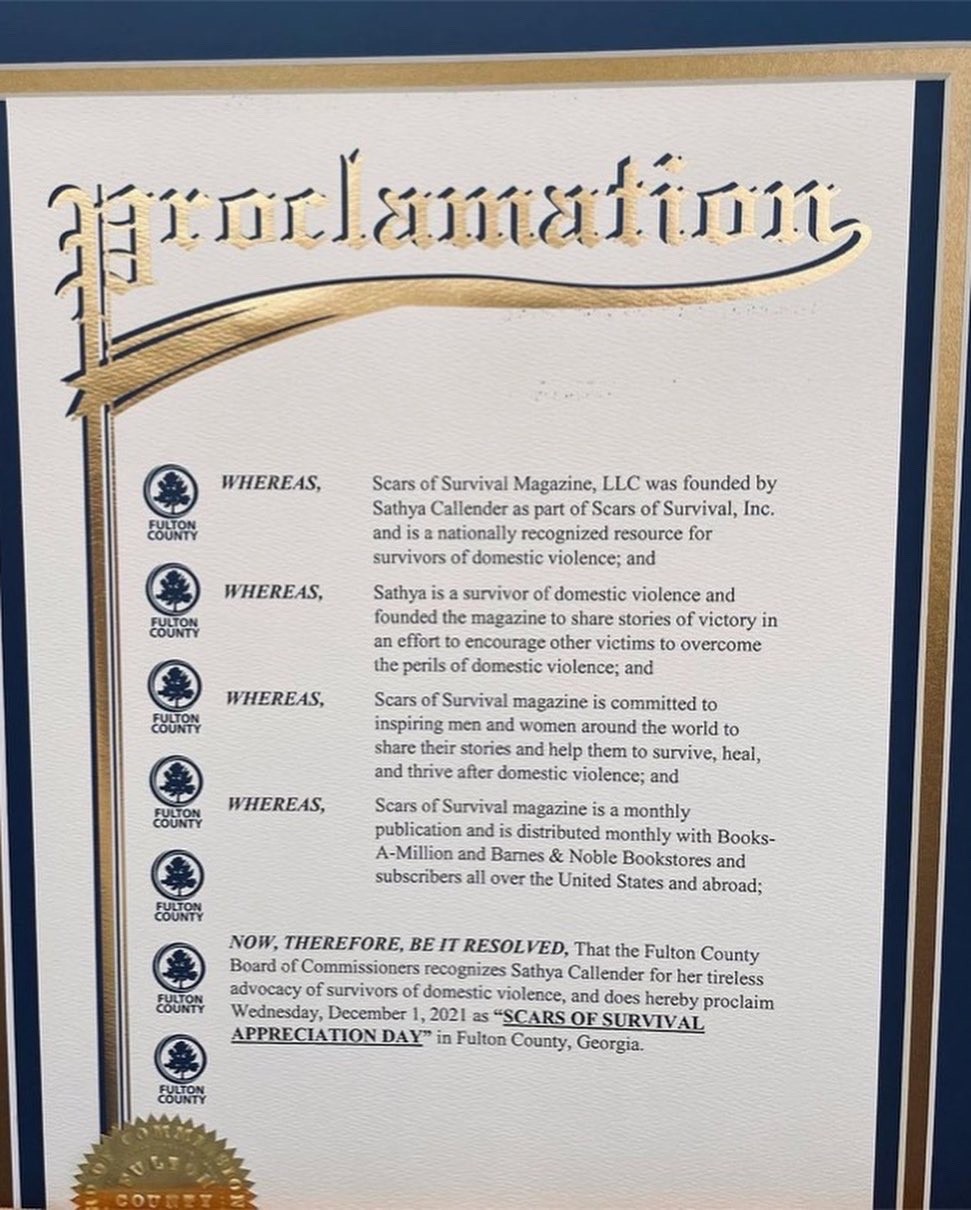 Proclamation
FULTON
COUNTY
WHEREAS,
Scars of Survival Magazine, LLC was founded by
Sathya Callender as part of Scars of Survival, Inc.
and is a nationally recognized resource for
survivors of domestic violence; and
FULTON
COUNTY
WHEREAS,
Sathya is a survivor of domestic violence and
founded the magazine to share stories of victory in
an effort to encourage other victims to overcome
the perils of domestic violence; and
FULTON
COUNTY
WHEREAS,
Scars of Survival magazine is committed to
inspiring men and women around the world to
share their stories and help them to survive, heal,
and thrive after domestic violence; and
FULTON
COUNTY
WHEREAS,
Scars of Survival magazine is a monthly
publication and is distributed monthly with Books-
A-Million and Barnes & Noble Bookstores and
subscribers all over the United States and abroad;
FULTON
COUNTY
NOW, THEREFORE, BE IT RESOLVED, That the Fulton County
Board of Commissioners recognizes Sathya Callender for her tireless
advocacy of survivors of domestic violence, and does hereby proclaim
Wednesday, December 1, 2021 as “SCARS OF SURVIVAL
APPRECIATION DAY” in Fulton County, Georgia.
FULTON
COUNTY
FULTON
COUNTY
OF COMMISSION
FULTON
COUNTY